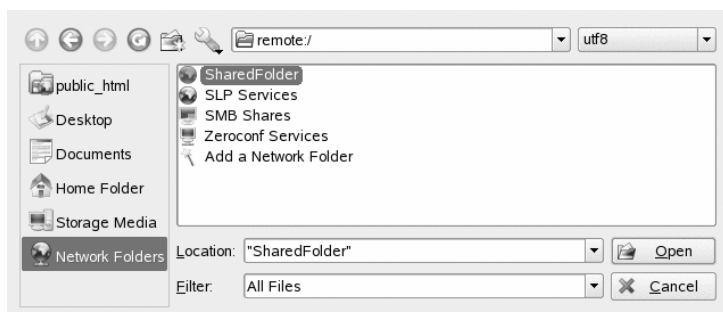 remote:/
utf8
public_html
Desktop
Documents
Home Folder
Storage Media
Network Folders
SharedFolder
SLP Services
SMB Shares
Zeroconf Services
Add a Network Folder
Location: "SharedFolder" Open
Filter: All Files Cancel